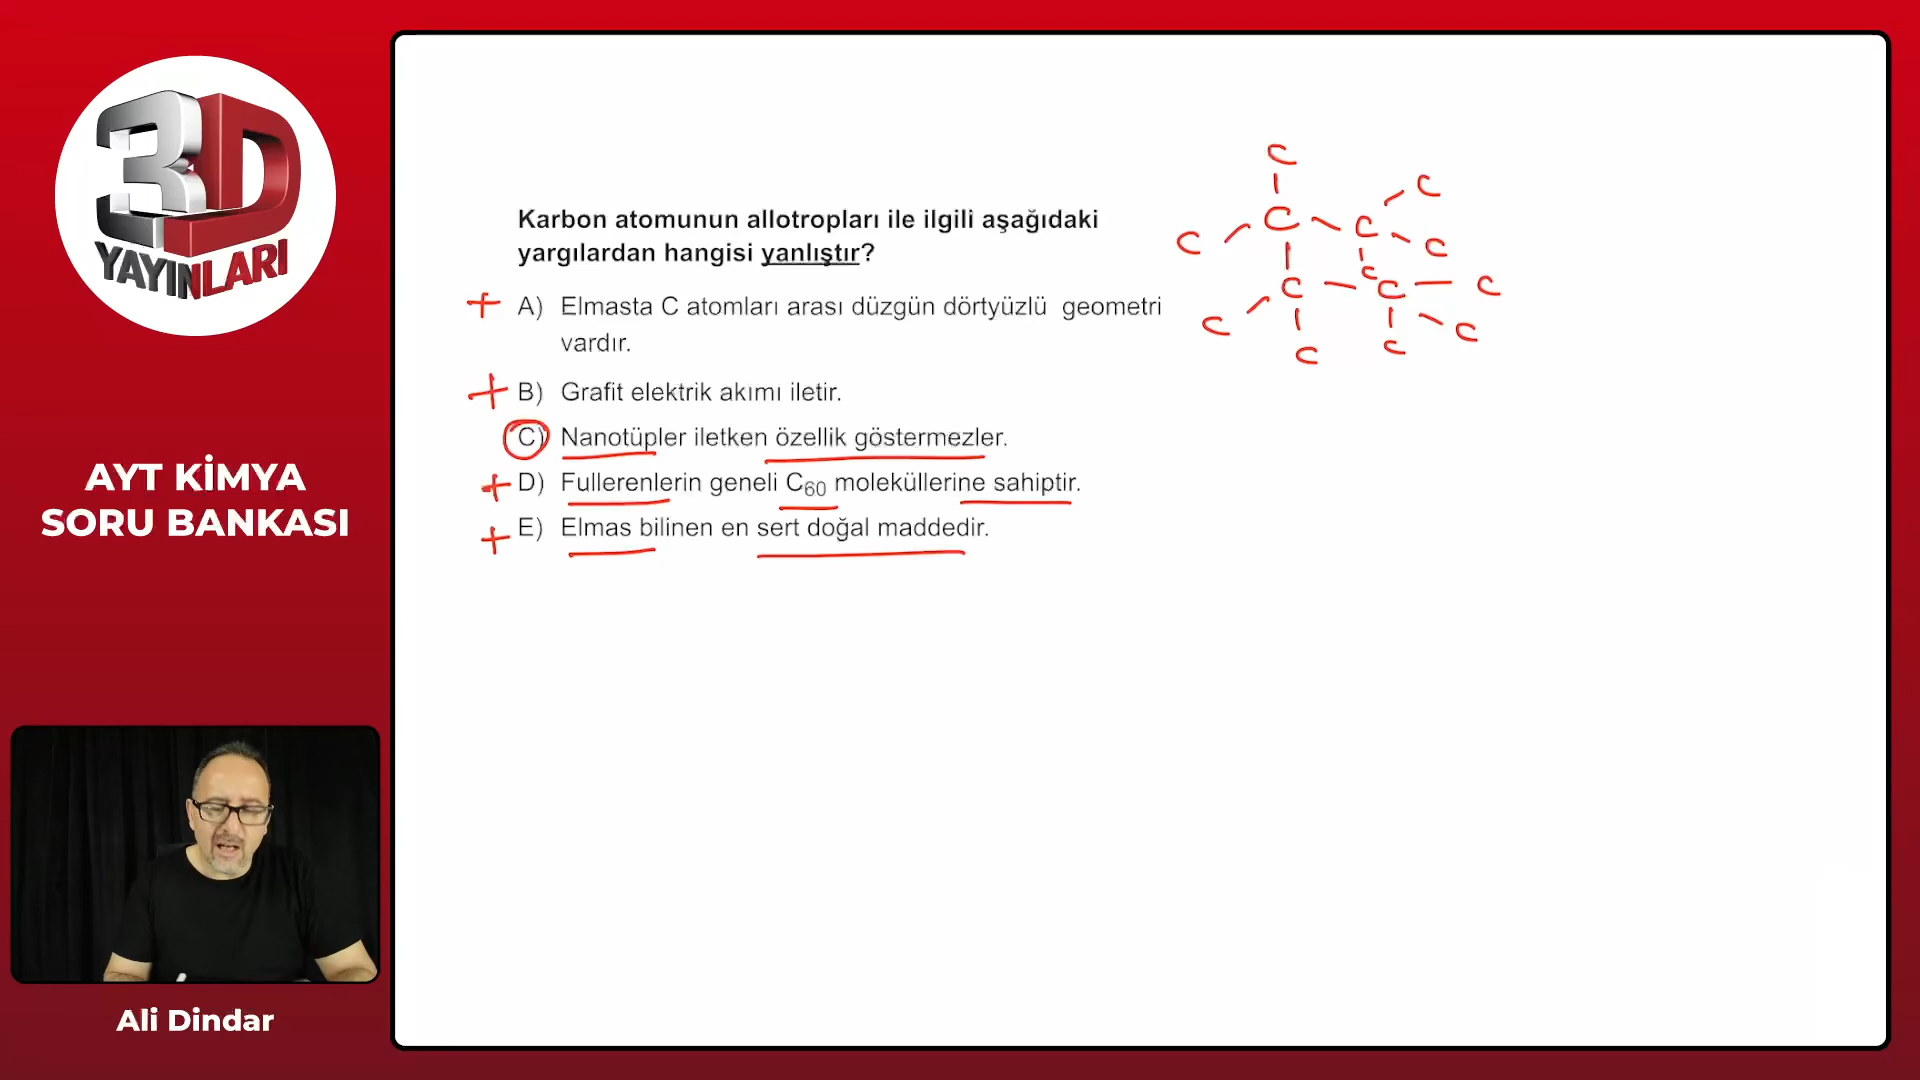 3D
YAYINLARI
AYT KİMYA
SORU BANKASI
Ali Dindar
Karbon atomunun allotropları ile ilgili aşağıdaki
yargılardan hangisi yanlıştır?
+ A) Elmasta C atomları arası düzgün dörtyüzlü geometri
vardır.
+ B) Grafit elektrik akımı iletir.
C) Nanotüpler iletken özellik göstermezler.
+ D) Fullerenlerin geneli C₆₀ moleküllerine sahiptir.
+ E) Elmas bilinen en sert doğal maddedir.
C
C
C C C
C
C
C C C
C C
C C